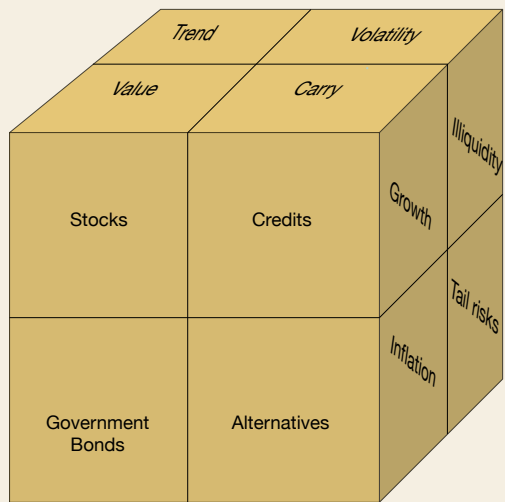 Trend
Volatility
Value
Carry
Stocks
Credits
Growth
Illiquidity
Government
Bonds
Alternatives
Inflation
Tail risks